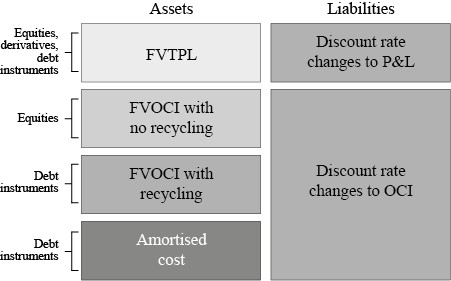 Assets
Liabilities
Equities,
derivatives,
debt
instruments
FVTPL
Discount rate
changes to P&L
Equities
FVOCI with
no recycling
Debt
instruments
FVOCI with
recycling
Discount rate
changes to OCI
Debt
instruments
Amortised
cost